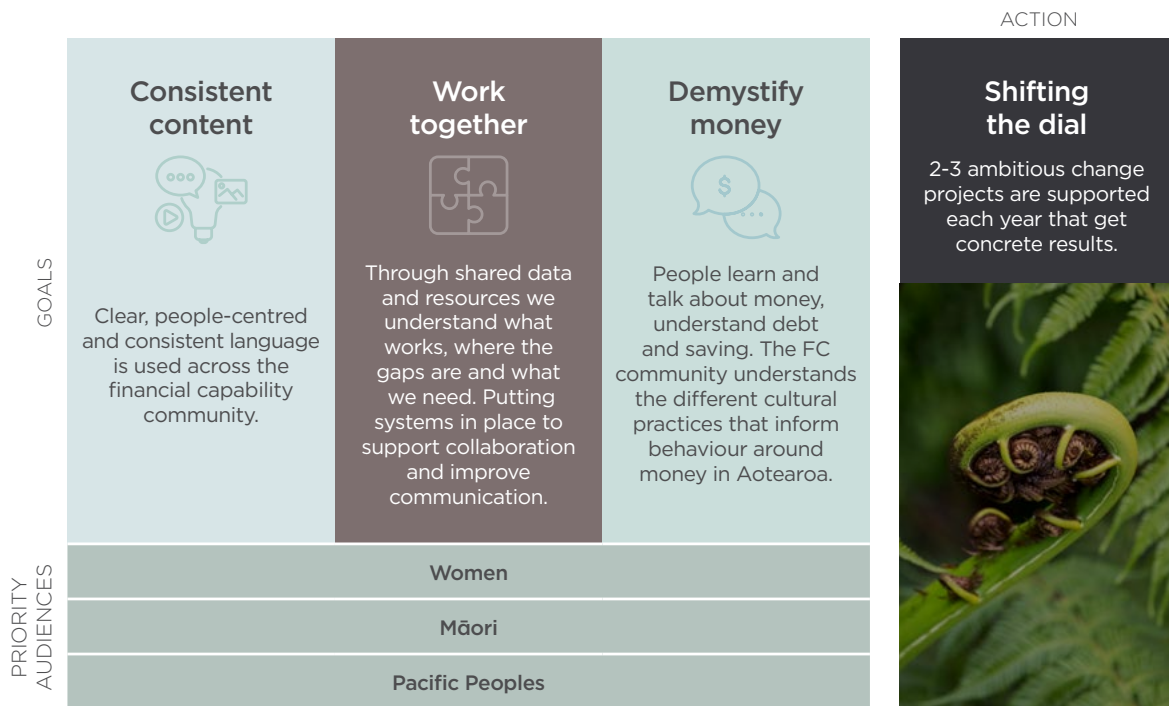 ACTION
GOALS
Consistent
content
Clear, people-centred
and consistent language
is used across the
financial capability
community.
Work
together
Through shared data
and resources we
understand what
works, where the
gaps are and what
we need. Putting
systems in place to
support collaboration
and improve
communication.
Demystify
money
$
People learn and
talk about money,
understand debt
and saving. The FC
community understands
the different cultural
practices that inform
behaviour around
money in Aotearoa.
Shifting
the dial
2-3 ambitious change
projects are supported
each year that get
concrete results.
PRIORITY
AUDIENCES
Women
Māori
Pacific Peoples